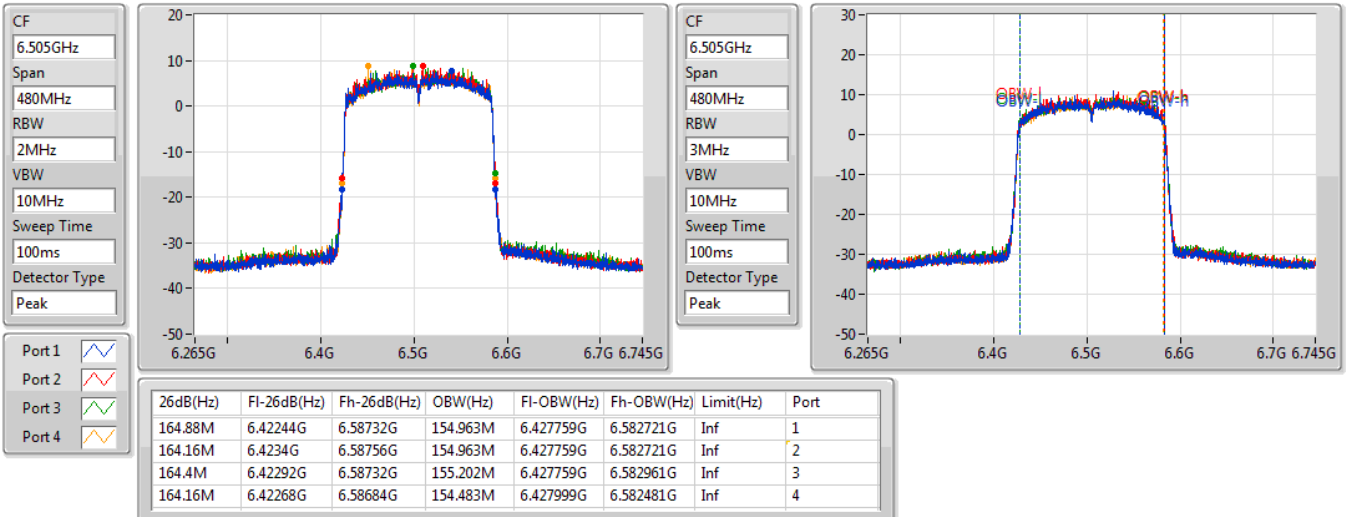 CF
6.505GHz
Span
480MHz
RBW
2MHz
VBW
10MHz
Sweep Time
100ms
Detector Type
Peak
20
10
0
-10
-20
-30
-40
-50
6.265G 6.4G 6.5G 6.6G 6.7G 6.745G
CF
6.505GHz
Span
480MHz
RBW
3MHz
VBW
10MHz
Sweep Time
100ms
Detector Type
Peak
30
20
10
0
-10
-20
-30
-40
-50
OBW-l OBW-h
6.265G 6.4G 6.5G 6.6G 6.7G 6.745G
Port 1
Port 2
Port 3
Port 4
26dB(Hz) Fl-26dB(Hz) Fh-26dB(Hz) OBW(Hz) Fl-OBW(Hz) Fh-OBW(Hz) Limit(Hz) Port
164.88M 6.42244G 6.58732G 154.963M 6.427759G 6.582721G Inf 1
164.16M 6.4234G 6.58756G 154.963M 6.427759G 6.582721G Inf 2
164.4M 6.42292G 6.58732G 155.202M 6.427759G 6.582961G Inf 3
164.16M 6.42268G 6.58684G 154.483M 6.427999G 6.582481G Inf 4